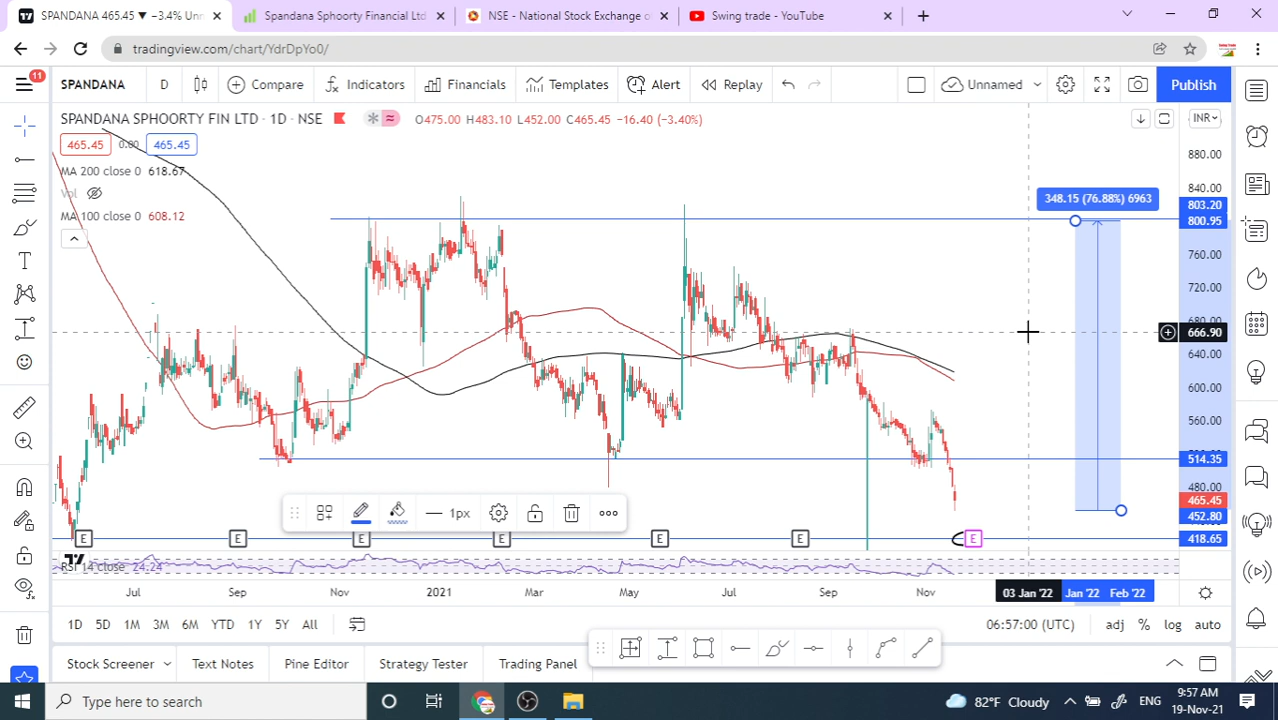 SPANDANA 465.45 ▼ −3.4% Unn
Spandana Sphoorty Financial Ltd
NSE - National Stock Exchange o
Swing trade - YouTube
tradingview.com/chart/YdrDpYo0/
11
SPANDANA
D
Compare
Indicators
Financials
Templates
Alert
Replay
Unnamed
Publish
SPANDANA SPHOORTY FIN LTD · 1D · NSE
O475.00 H483.10 L452.00 C465.45 −16.40 (−3.40%)
INR
465.45
0.00
465.45
MA 200 close 0 618.67
Vol
MA 100 close 0 608.12
348.15 (76.88%) 6963
880.00
840.00
803.20
800.95
760.00
720.00
680.00
666.90
640.00
600.00
560.00
514.35
480.00
465.45
452.80
418.65
1px
E
E
E
E
E
E
E
RSI 14 close 24.24
Jul
Sep
Nov
2021
Mar
May
Jul
Sep
Nov
03 Jan '22
Jan '22
Feb '22
1D
5D
1M
3M
6M
YTD
1Y
5Y
All
06:57:00 (UTC)
adj
%
log
auto
Stock Screener
Text Notes
Pine Editor
Strategy Tester
Trading Panel
Type here to search
82°F Cloudy
ENG
9:57 AM
19-Nov-21